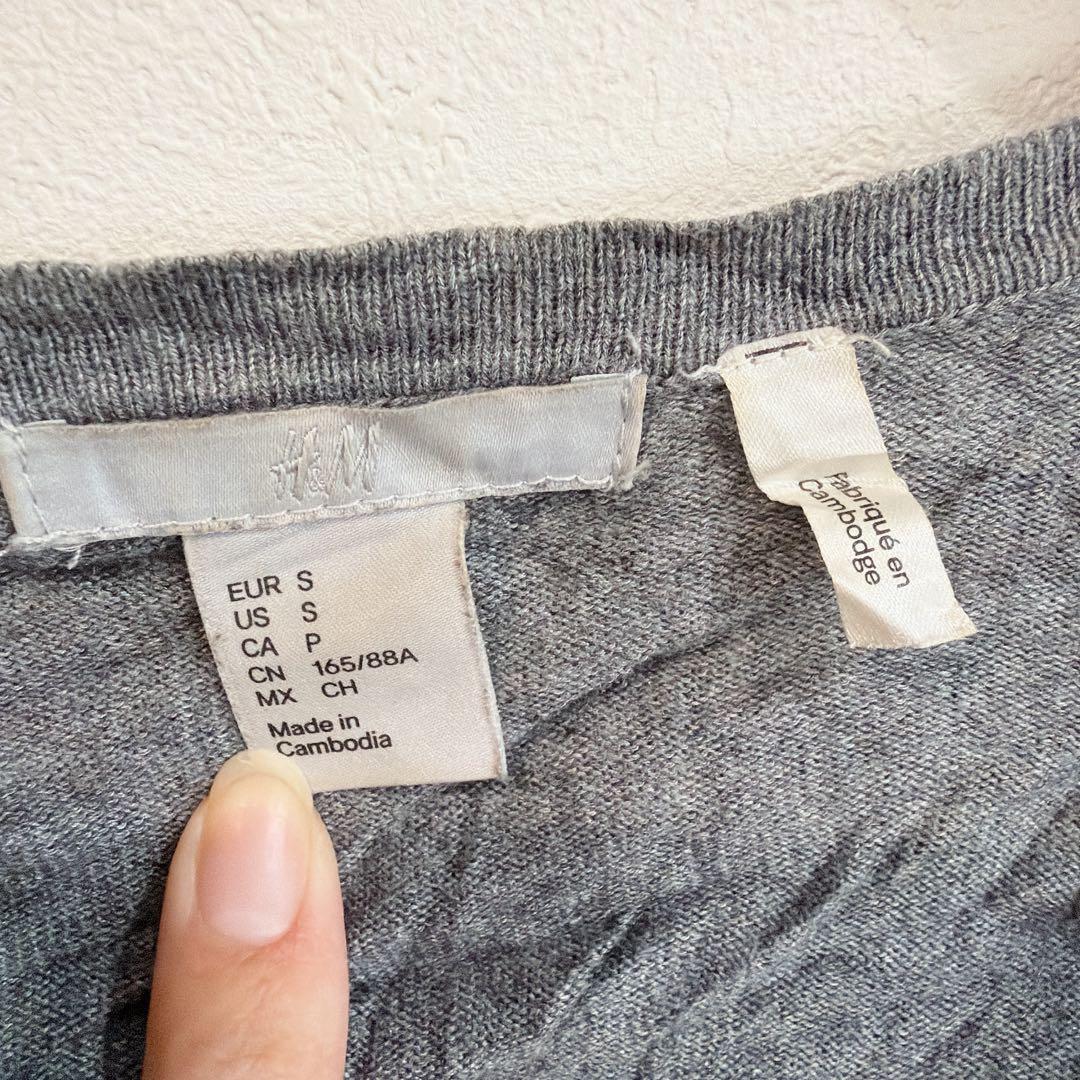 H&M
EUR S
US S
CA P
CN 165/88A
MX CH
Made in
Cambodia
Fabriqué en
Cambodge